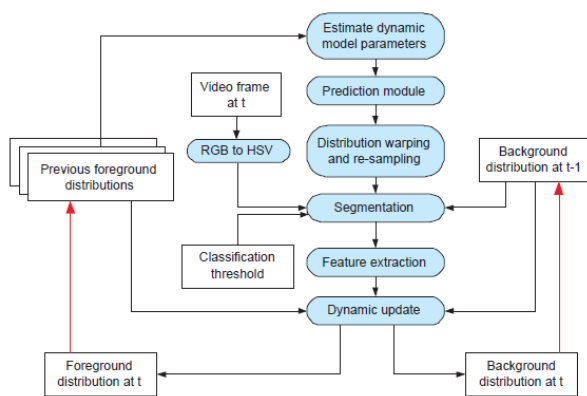 Estimate dynamic
model parameters
Video frame
at t
Prediction module
RGB to HSV
Distribution warping
and re-sampling
Previous foreground
distributions
Background
distribution at t-1
Segmentation
Classification
threshold
Feature extraction
Dynamic update
Foreground
distribution at t
Background
distribution at t